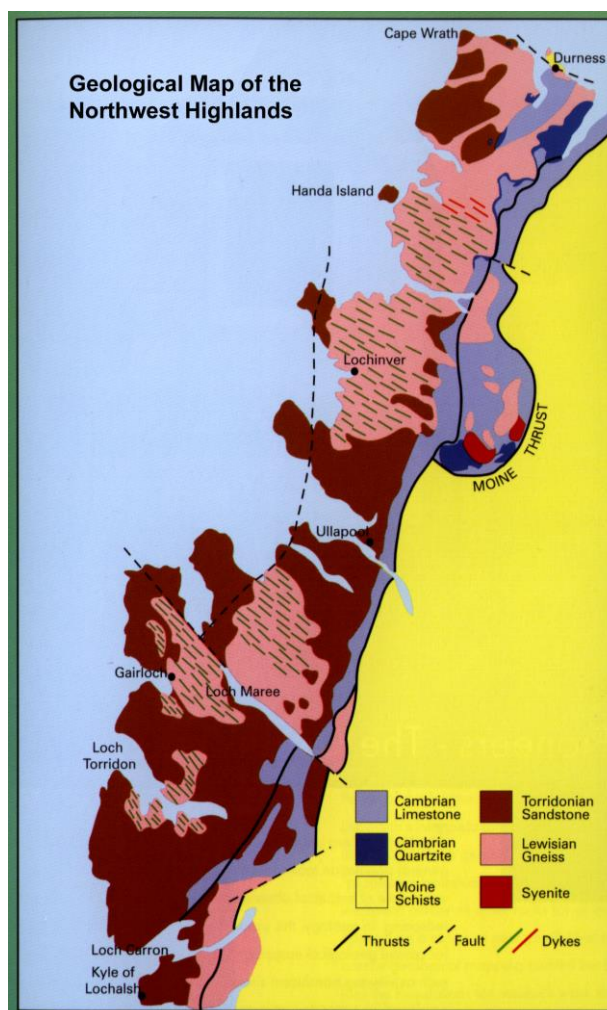 Geological Map of the
Northwest Highlands
Cape Wrath
Durness
Handa Island
Lochinver
MOINE THRUST
Ullapool
Gairloch
Loch Maree
Loch
Torridon
Loch Carron
Kyle of
Lochalsh
Cambrian
Limestone
Torridonian
Sandstone
Cambrian
Quartzite
Lewisian
Gneiss
Moine
Schists
Syenite
Thrusts
Fault
Dykes